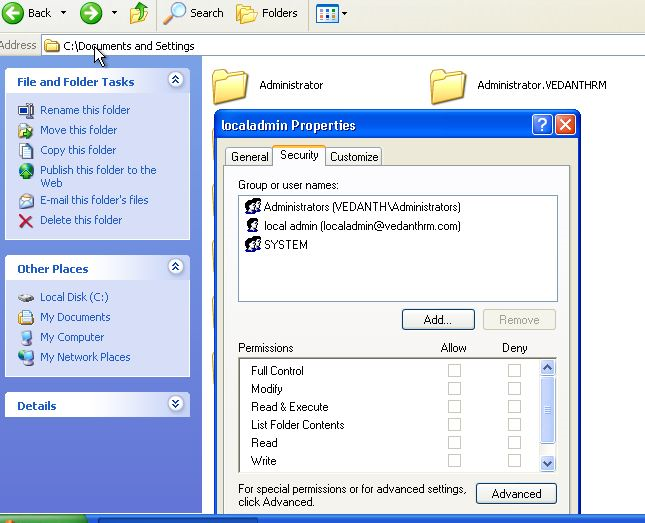 Back Search Folders
Address C:\Documents and Settings
File and Folder Tasks
Rename this folder
Move this folder
Copy this folder
Publish this folder to the
Web
E-mail this folder's files
Delete this folder
Other Places
Local Disk (C:)
My Documents
My Computer
My Network Places
Details
Administrator Administrator.VEDANTHRM
localadmin Properties
General Security Customize
Group or user names:
Administrators (VEDANTH\Administrators)
local admin (localadmin@vedanthrm.com)
SYSTEM
Add... Remove
Permissions Allow Deny
Full Control
Modify
Read & Execute
List Folder Contents
Read
Write
For special permissions or for advanced settings,
click Advanced.
Advanced